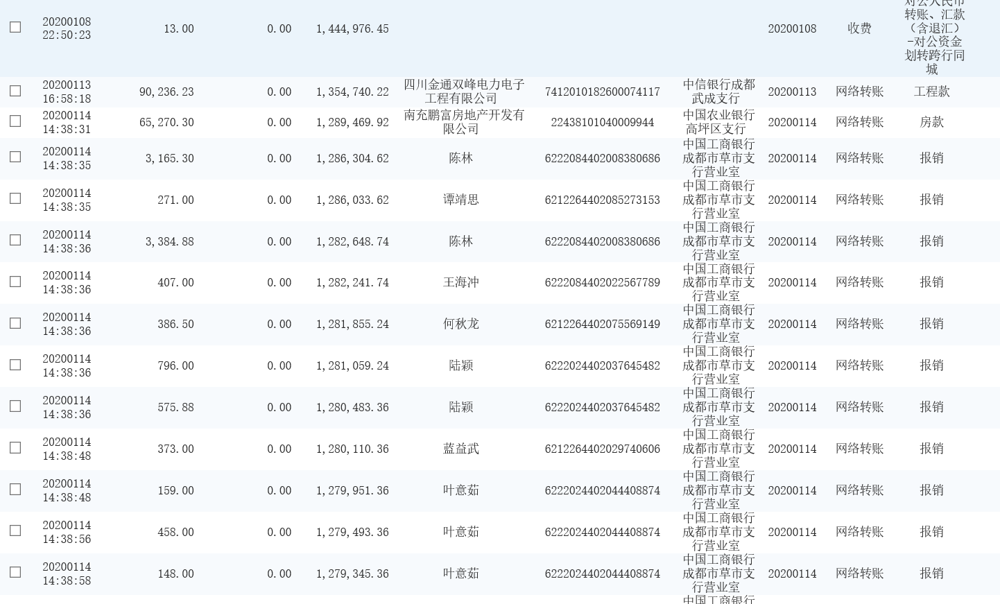 对公人民币
20200108
22:50:23 13.00 0.00 1,444,976.45 20200108 收费 转账、汇款
（含退汇）
-对公资金
划转跨行同
城
20200113
16:58:18 90,236.23 0.00 1,354,740.22 四川金通双峰电力电子
工程有限公司 7412010182600074117 中信银行成都
武成支行 20200113 网络转账 工程款
20200114
14:38:31 65,270.30 0.00 1,289,469.92 南充鹏富房地产开发有
限公司 22438101040009944 中国农业银行
高坪区支行 20200114 网络转账 房款
20200114
14:38:35 3,165.30 0.00 1,286,304.62 陈林 6222084402008380686 中国工商银行
成都市草市支
行营业室 20200114 网络转账 报销
20200114
14:38:35 271.00 0.00 1,286,033.62 谭靖思 6212264402085273153 中国工商银行
成都市草市支
行营业室 20200114 网络转账 报销
20200114
14:38:36 3,384.88 0.00 1,282,648.74 陈林 6222084402008380686 中国工商银行
成都市草市支
行营业室 20200114 网络转账 报销
20200114
14:38:36 407.00 0.00 1,282,241.74 王海冲 6222084402022567789 中国工商银行
成都市草市支
行营业室 20200114 网络转账 报销
20200114
14:38:36 386.50 0.00 1,281,855.24 何秋龙 6212264402075569149 中国工商银行
成都市草市支
行营业室 20200114 网络转账 报销
20200114
14:38:36 796.00 0.00 1,281,059.24 陆颖 6222024402037645482 中国工商银行
成都市草市支
行营业室 20200114 网络转账 报销
20200114
14:38:36 575.88 0.00 1,280,483.36 陆颖 6222024402037645482 中国工商银行
成都市草市支
行营业室 20200114 网络转账 报销
20200114
14:38:48 373.00 0.00 1,280,110.36 蓝益武 6212264402029740606 中国工商银行
成都市草市支
行营业室 20200114 网络转账 报销
20200114
14:38:48 159.00 0.00 1,279,951.36 叶意茹 6222024402044408874 中国工商银行
成都市草市支
行营业室 20200114 网络转账 报销
20200114
14:38:56 458.00 0.00 1,279,493.36 叶意茹 6222024402044408874 中国工商银行
成都市草市支
行营业室 20200114 网络转账 报销
20200114
14:38:58 148.00 0.00 1,279,345.36 叶意茹 6222024402044408874 中国工商银行
成都市草市支
行营业室 20200114 网络转账 报销
中国工商银行